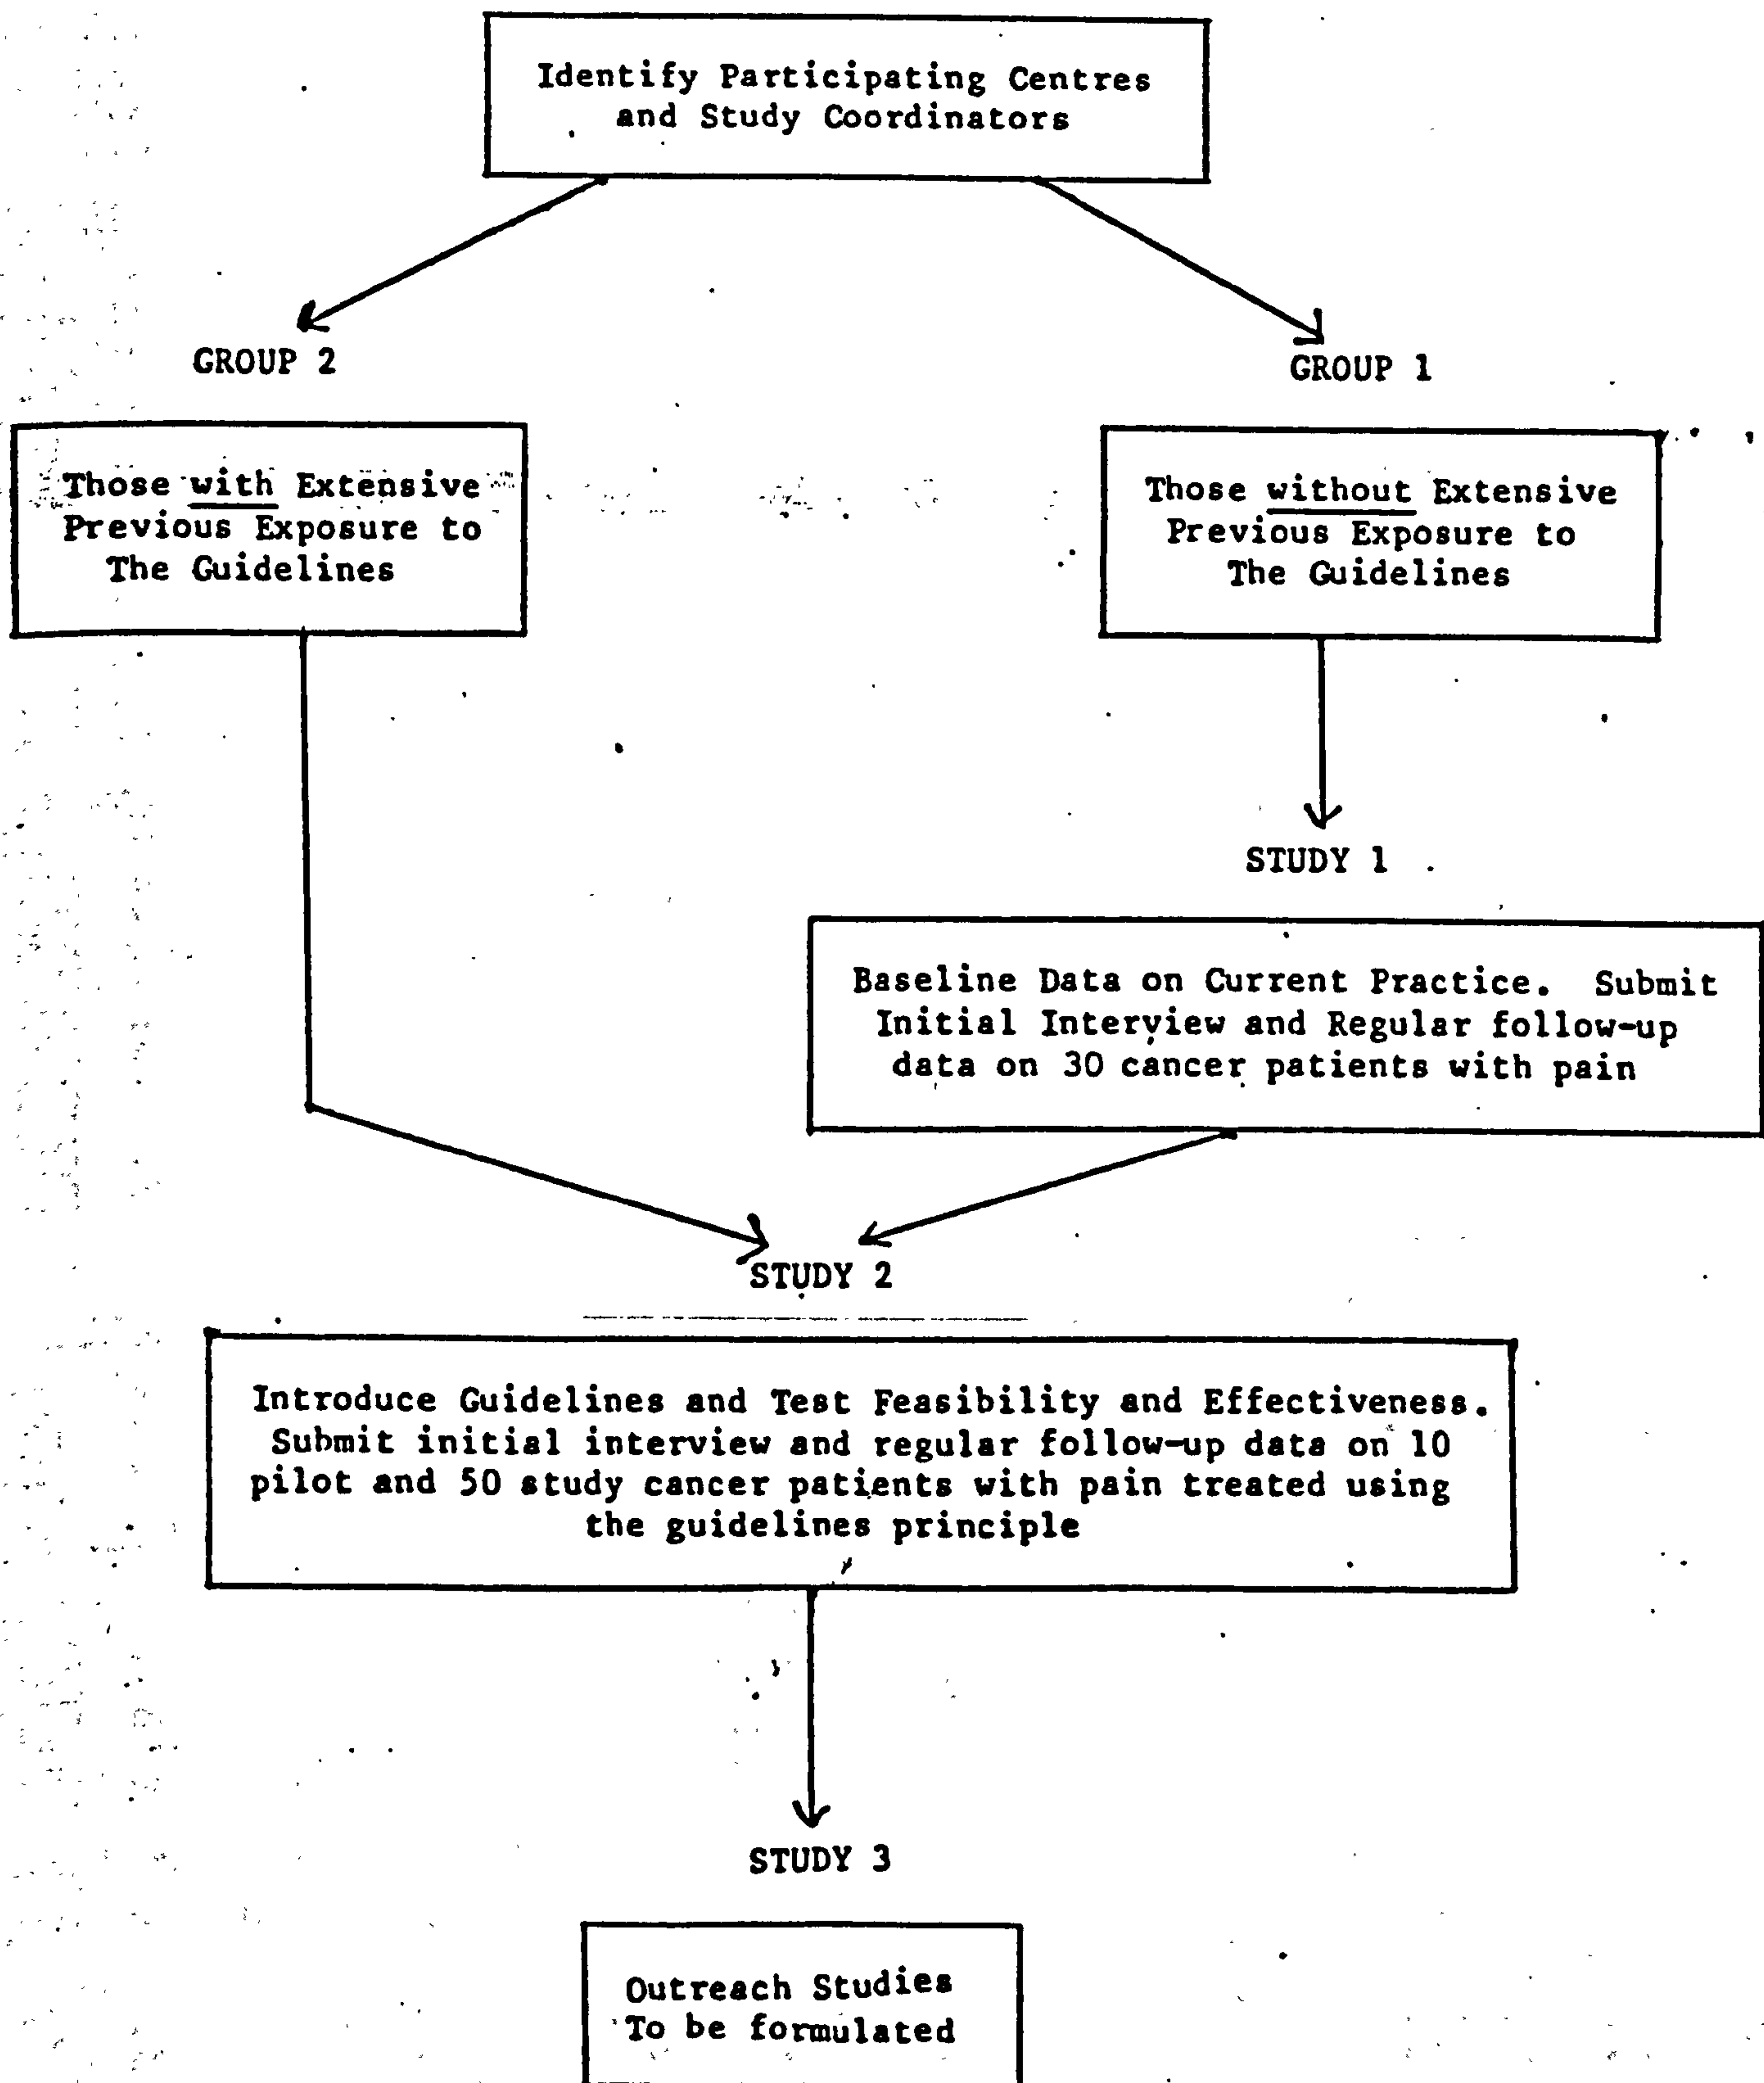 Identify Participating Centres
and Study Coordinators
GROUP 2
GROUP 1
Those with Extensive
Previous Exposure to
The Guidelines
Those without Extensive
Previous Exposure to
The Guidelines
STUDY 1
Baseline Data on Current Practice. Submit
Initial Interview and Regular follow-up
data on 30 cancer patients with pain
STUDY 2
Introduce Guidelines and Test Feasibility and Effectiveness.
Submit initial interview and regular follow-up data on 10
pilot and 50 study cancer patients with pain treated using
the guidelines principle
STUDY 3
Outreach Studies
To be formulated